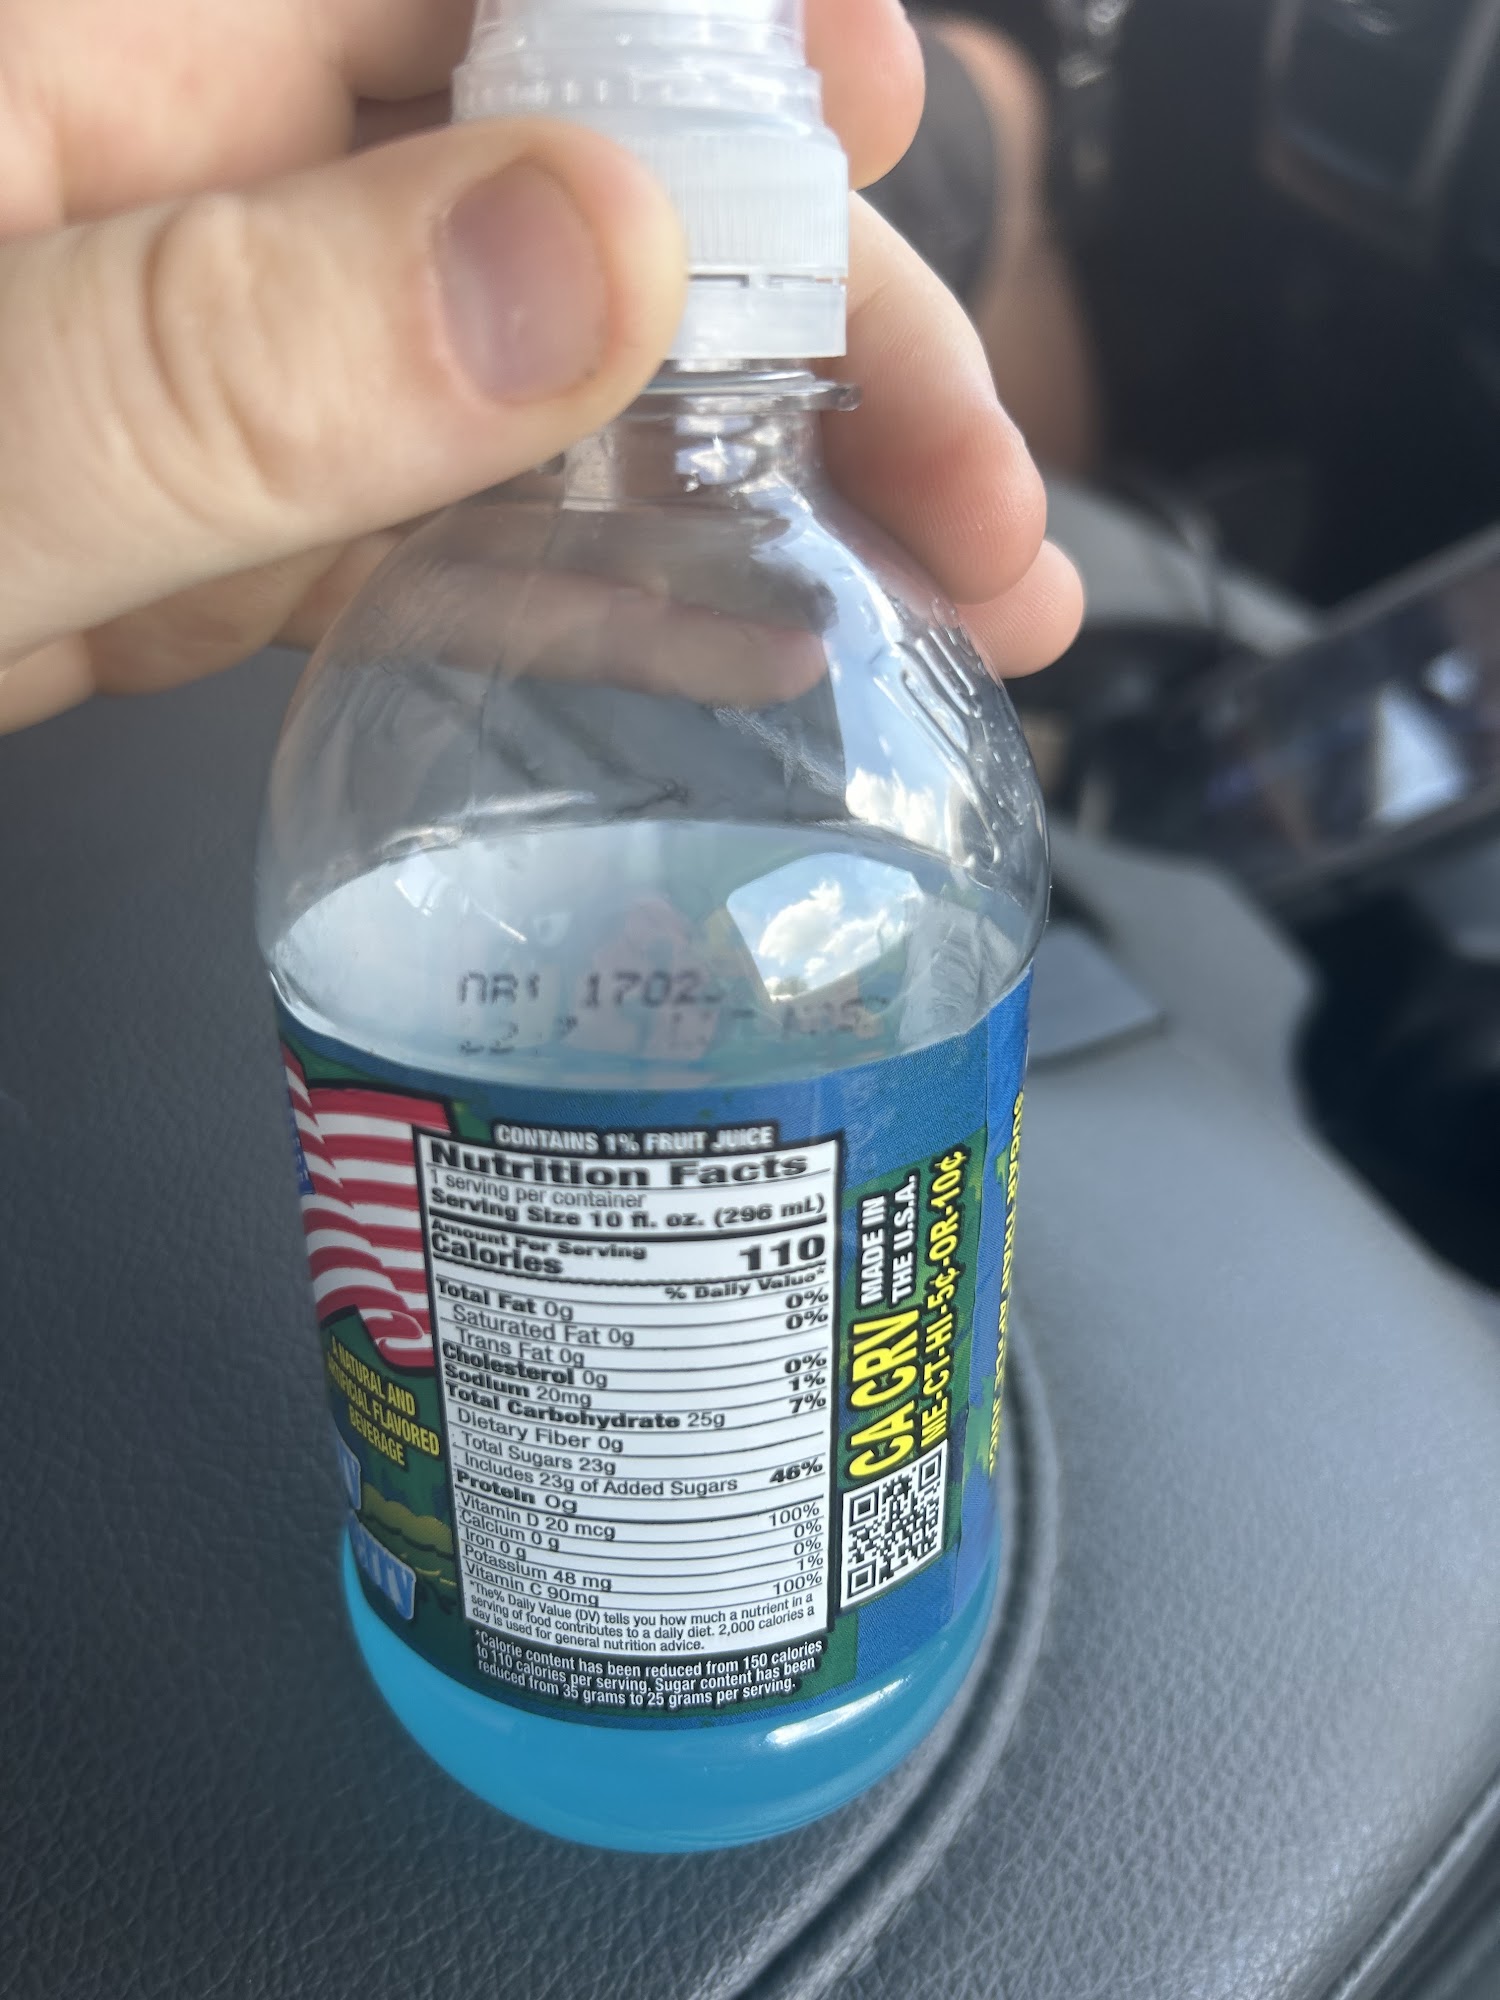 1702
CONTAINS 1% FRUIT JUICE
Nutrition Facts
1 serving per container
Serving Size 10 fl. oz. (296 mL)
Amount Per Serving
Calories 110
% Daily Value*
Total Fat 0g 0%
Saturated Fat 0g 0%
Trans Fat 0g
Cholesterol 0g 0%
Sodium 20mg 1%
Total Carbohydrate 25g 7%
Dietary Fiber 0g
Total Sugars 23g
Includes 23g of Added Sugars 46%
Protein 0g
Vitamin D 20 mcg 100%
Calcium 0 g 0%
Iron 0 g 0%
Potassium 48 mg 1%
Vitamin C 90mg 100%
*The% Daily Value (DV) tells you how much a nutrient in a
serving of food contributes to a daily diet. 2,000 calories a
day is used for general nutrition advice.
*Calorie content has been reduced from 150 calories
to 110 calories per serving. Sugar content has been
reduced from 35 grams to 25 grams per serving.
A NATURAL AND
ARTIFICIAL FLAVORED
BEVERAGE
MADE IN
THE U.S.A.
CA CRV
ME-CT-HI-5¢-OR-10¢